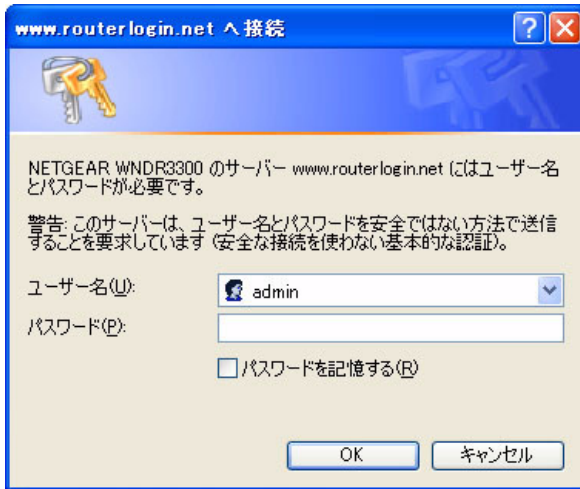 www.routerlogin.net へ接続
NETGEAR WNDR3300 のサーバー www.routerlogin.net にはユーザー名
とパスワードが必要です。
警告: このサーバーは、ユーザー名とパスワードを安全ではない方法で送信
することを要求しています (安全な接続を使わない基本的な認証)。
ユーザー名(U):
admin
パスワード(P):
パスワードを記憶する(R)
OK
キャンセル